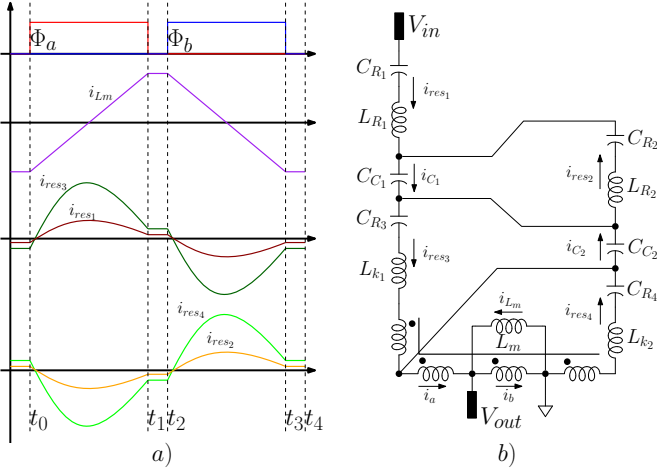 Φa
Φb
iLm
ires3
ires1
ires4
ires2
t0
t1 t2
t3 t4
a)
Vin
CR1
ires1
LR1
CR2
CC1
iC1
ires2
LR2
CR3
iC2
CC2
ires3
Lk1
CR4
iLm
ires4
Lm
Lk2
ia
ib
Vout
b)